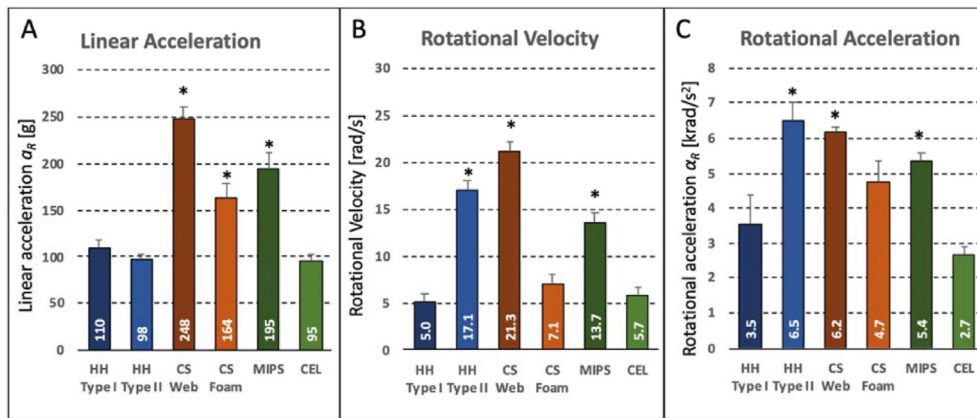 A
Linear Acceleration
Linear acceleration a_R [g]
300
250
200
150
100
50
0
*
*
*
110
98
248
164
195
95
HH Type I
HH Type II
CS Web
CS Foam
MIPS
CEL
B
Rotational Velocity
Rotational Velocity [rad/s]
30
25
20
15
10
5
0
*
*
*
5.0
17.1
21.3
7.1
13.7
5.7
HH Type I
HH Type II
CS Web
CS Foam
MIPS
CEL
C
Rotational Acceleration
Rotational acceleration α_R [krad/s²]
8
7
6
5
4
3
2
1
0
*
*
*
3.5
6.5
6.2
4.7
5.4
2.7
HH Type I
HH Type II
CS Web
CS Foam
MIPS
CEL